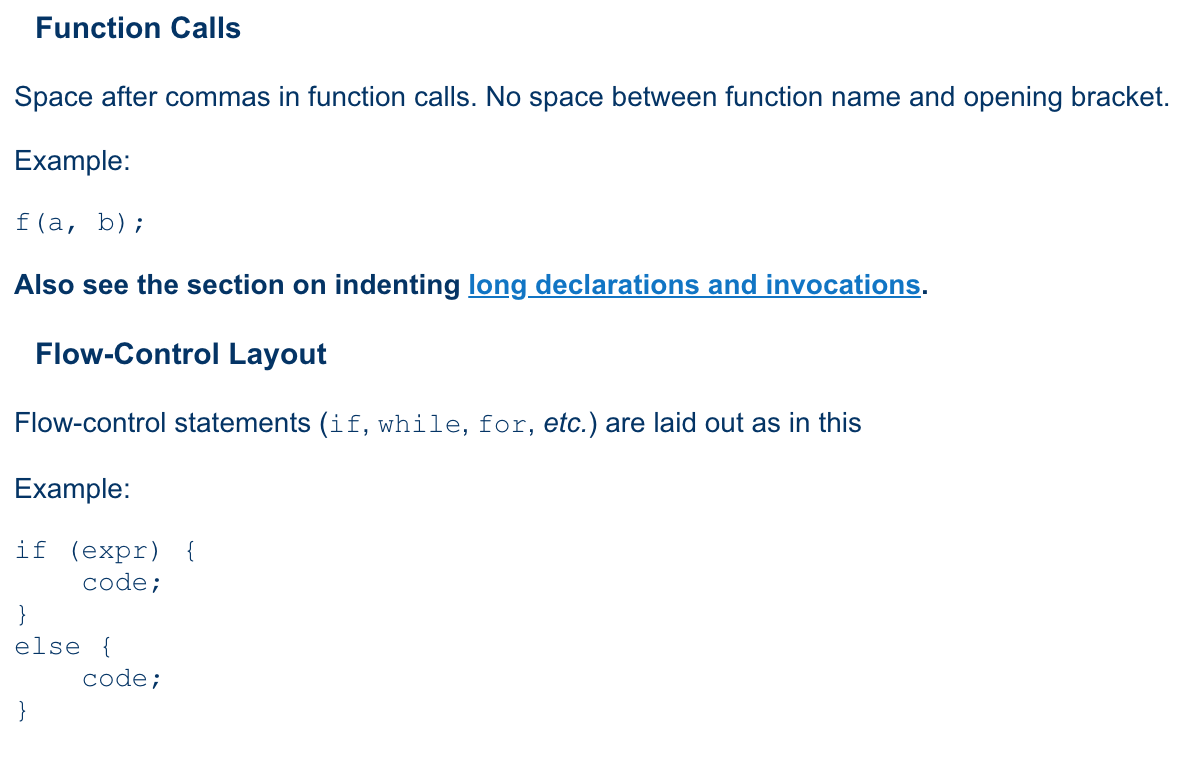 Function Calls
Space after commas in function calls. No space between function name and opening bracket.
Example:
f(a, b);
Also see the section on indenting long declarations and invocations.
Flow-Control Layout
Flow-control statements (if, while, for, etc.) are laid out as in this
Example:
if (expr) {
    code;
}
else {
    code;
}